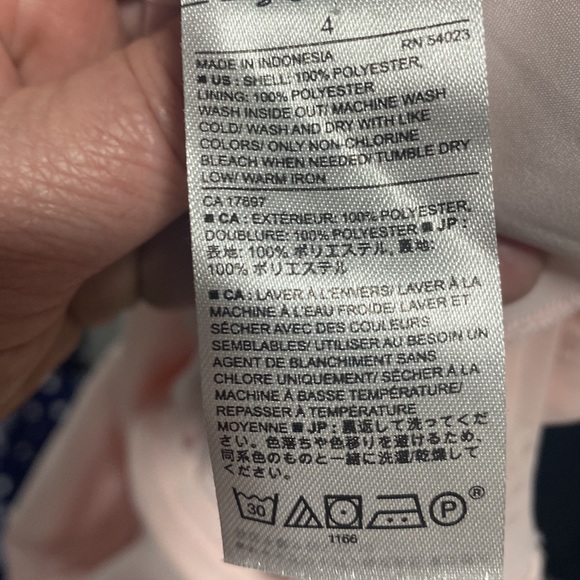 4
RN 54023
MADE IN INDONESIA
■ US : SHELL: 100% POLYESTER,
LINING: 100% POLYESTER
WASH INSIDE OUT/ MACHINE WASH
COLD/ WASH AND DRY WITH LIKE
COLORS/ ONLY NON-CHLORINE
BLEACH WHEN NEEDED/ TUMBLE DRY
LOW/ WARM IRON
CA 17897
■ CA : EXTÉRIEUR: 100% POLYESTER,
DOUBLURE: 100% POLYESTER ■ JP :
表地: 100% ポリエステル, 裏地:
100% ポリエステル
■ CA : LAVER À L'ENVERS/ LAVER À LA
MACHINE À L'EAU FROIDE/ LAVER ET
SÉCHER AVEC DES COULEURS
SEMBLABLES/ UTILISER AU BESOIN UN
AGENT DE BLANCHIMENT SANS
CHLORE UNIQUEMENT/ SÉCHER À LA
MACHINE À BASSE TEMPÉRATURE/
REPASSER À TEMPÉRATURE
MOYENNE ■ JP : 裏返して洗ってくだ
さい。色落ちや色移りを避けるため、
同系色のものと一緒に洗濯/乾燥して
ください。
30 P ®
1166